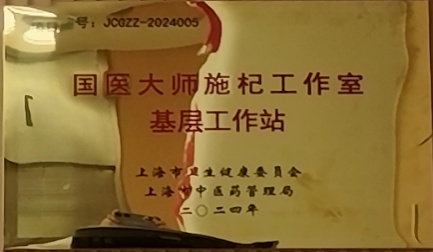 号：JCGZZ-2024005
国医大师施杞工作室
基层工作站
上海市卫生健康委员会
上海市中医药管理局
二〇二四年